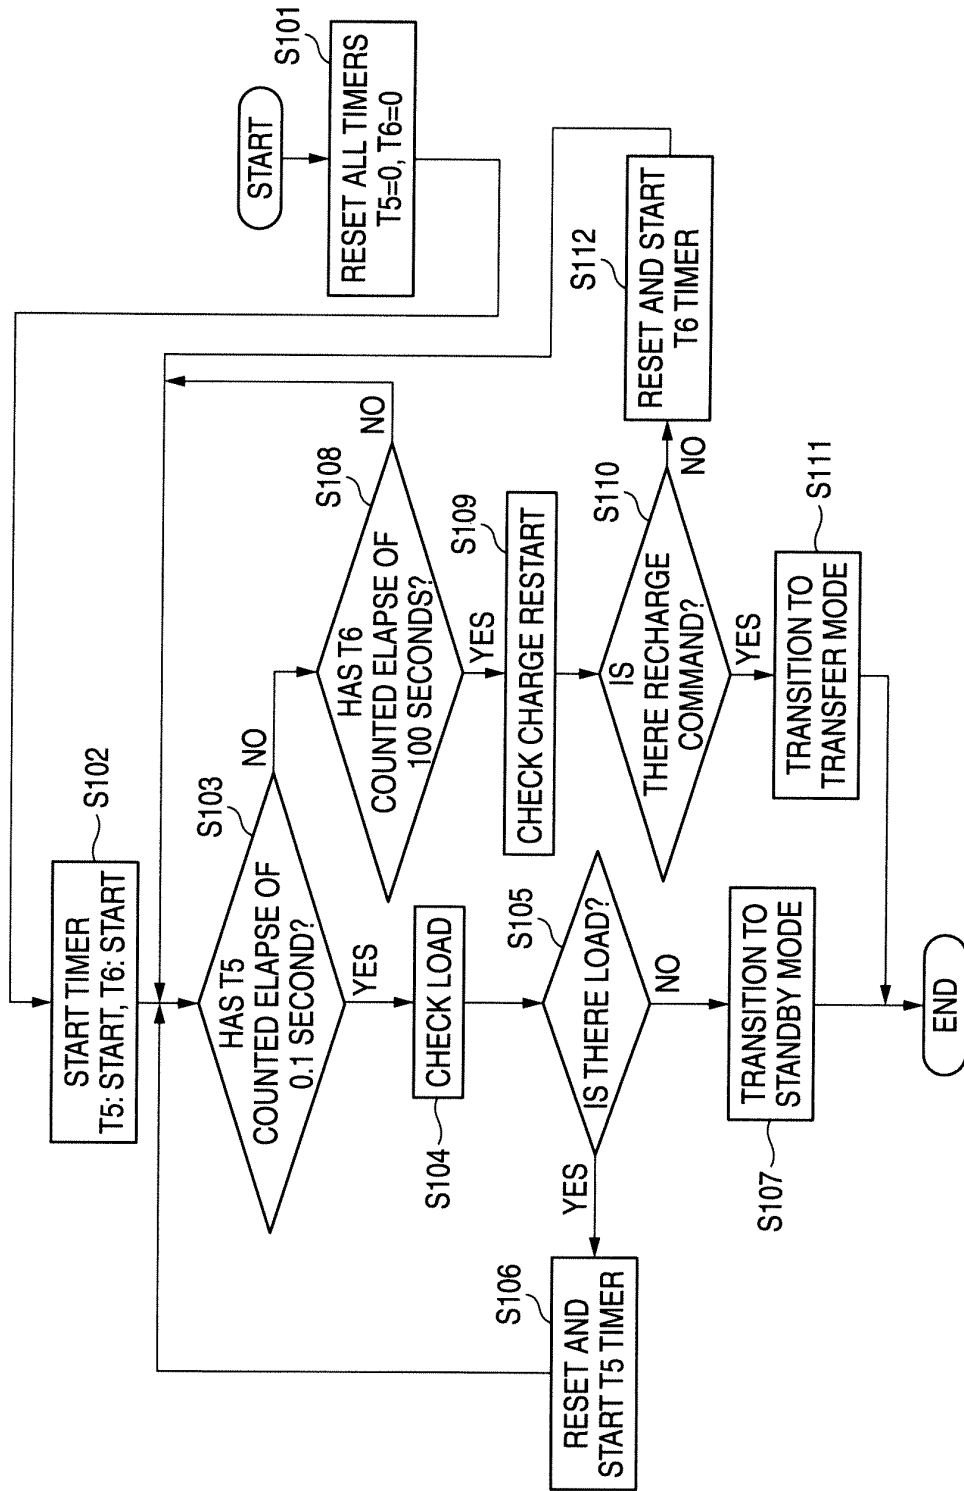 START
S101
RESET ALL TIMERS
T5=0, T6=0
S102
START TIMER
T5: START, T6: START
S103
HAS T5
COUNTED ELAPSE OF
0.1 SECOND?
NO
YES
S104
CHECK LOAD
S105
IS THERE LOAD?
YES
NO
S106
RESET AND
START T5 TIMER
S107
TRANSITION TO
STANDBY MODE
S108
HAS T6
COUNTED ELAPSE OF
100 SECONDS?
NO
YES
S109
CHECK CHARGE RESTART
S110
IS
THERE RECHARGE
COMMAND?
NO
YES
S111
TRANSITION TO
TRANSFER MODE
S112
RESET AND START
T6 TIMER
END